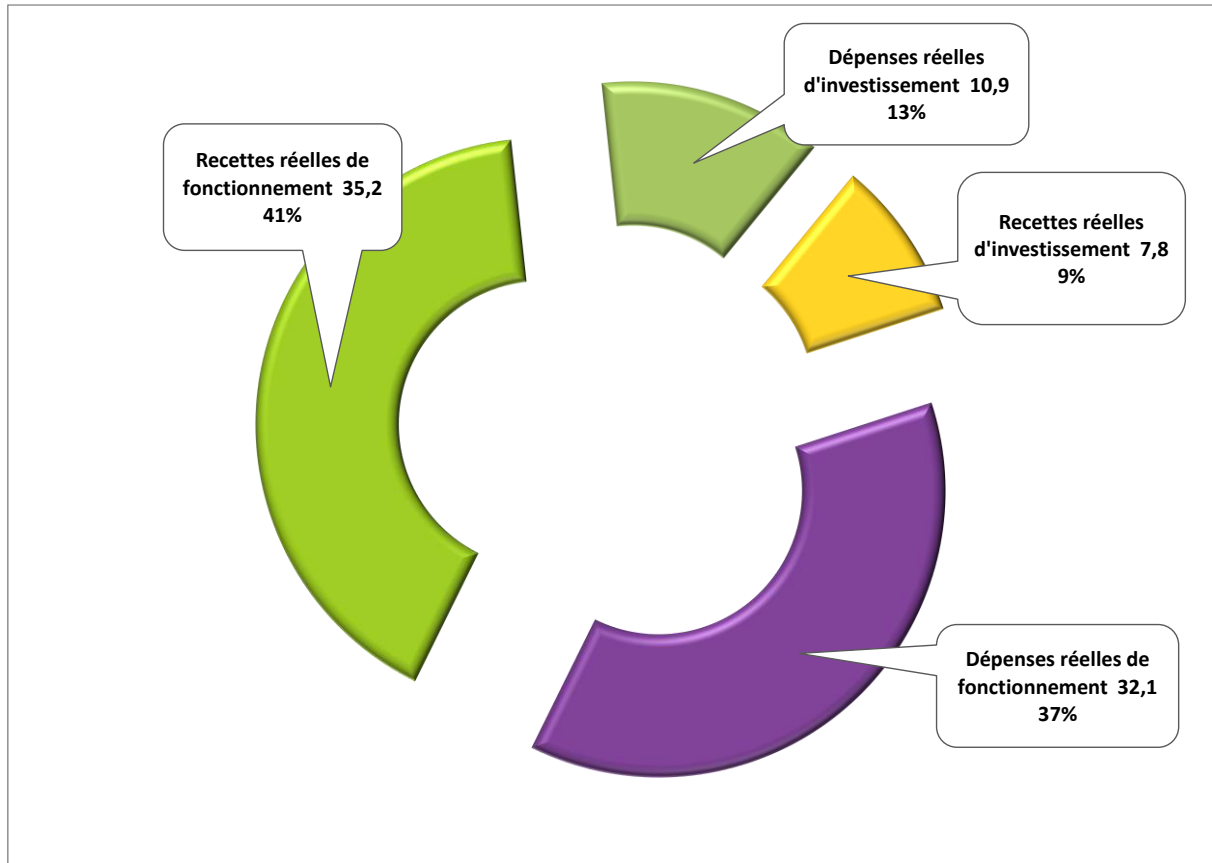 Dépenses réelles
d'investissement 10,9
13%
Recettes réelles de
fonctionnement 35,2
41%
Recettes réelles
d'investissement 7,8
9%
Dépenses réelles de
fonctionnement 32,1
37%